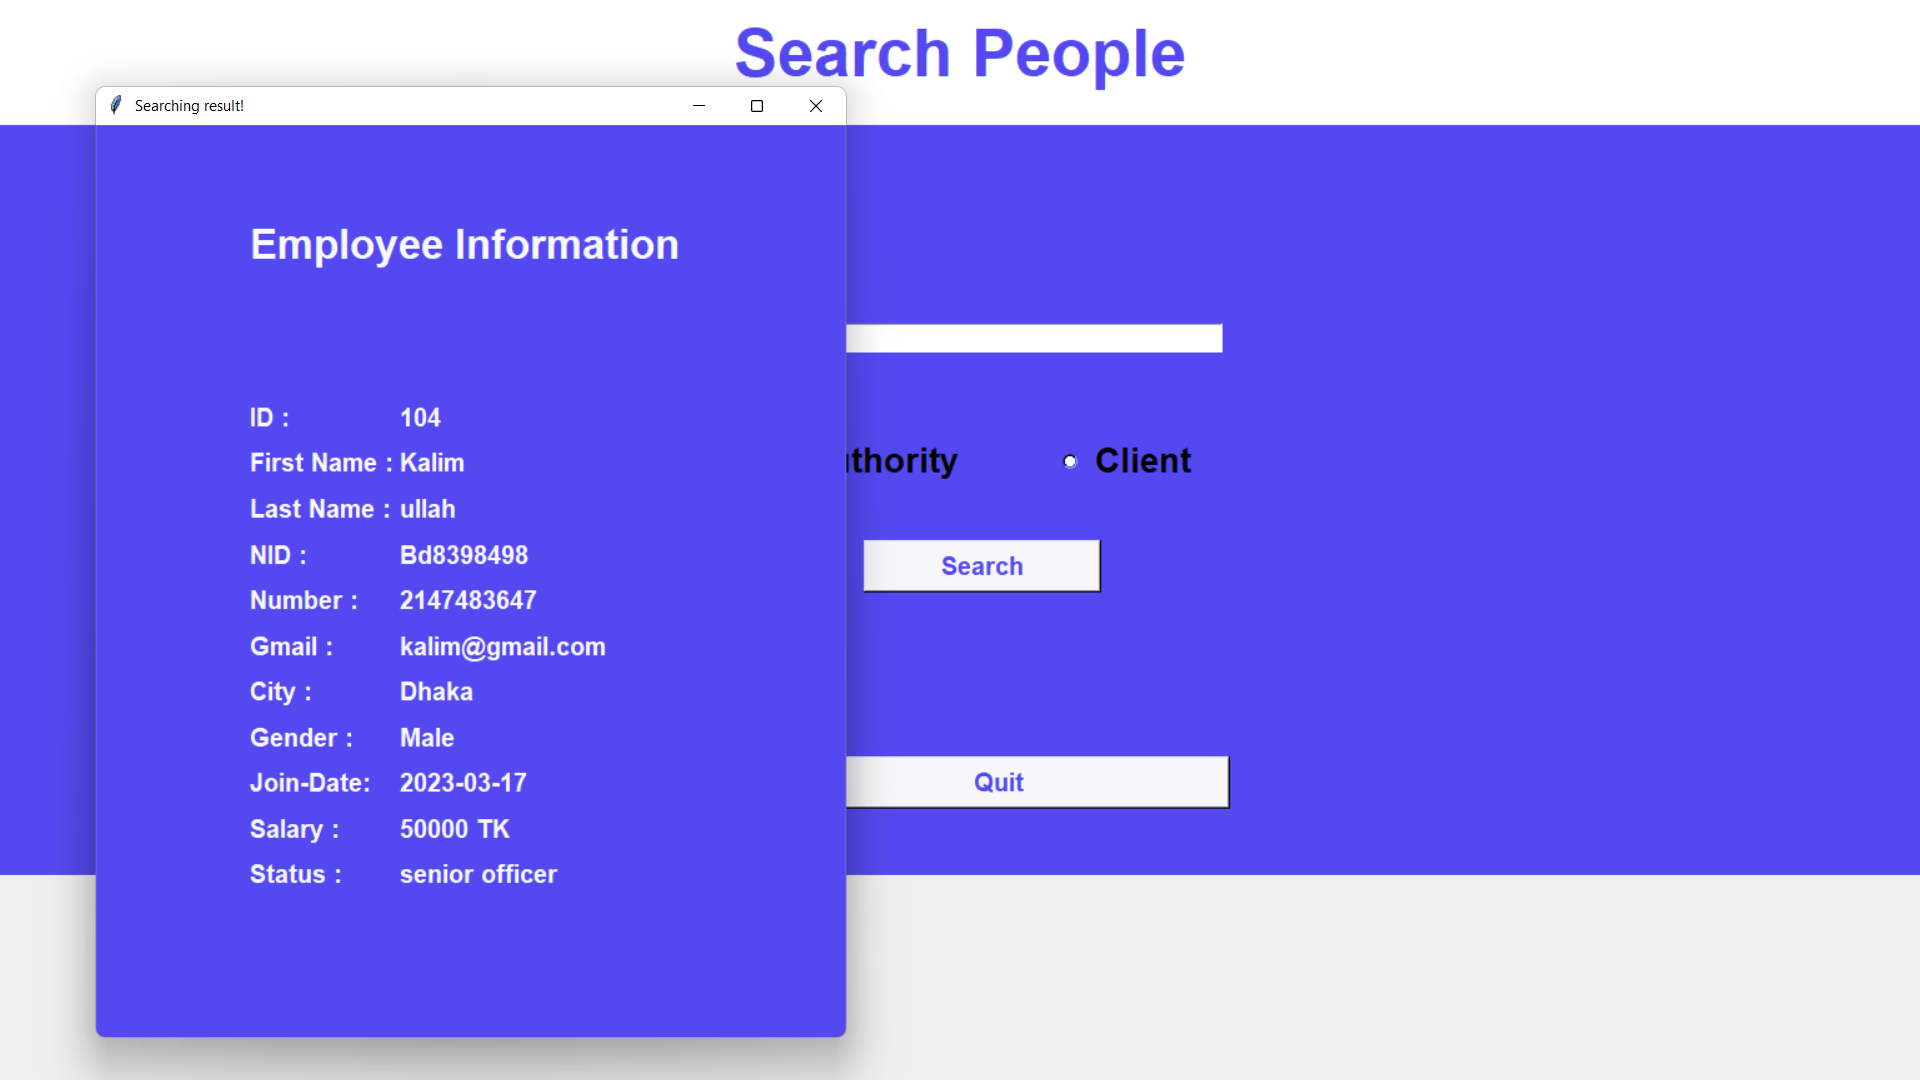 Search People
Searching result!
Employee Information
ID : 104
First Name : Kalim
Last Name : ullah
NID : Bd8398498
Number : 2147483647
Gmail : kalim@gmail.com
City : Dhaka
Gender : Male
Join-Date: 2023-03-17
Salary : 50000 TK
Status : senior officer
Client
Search
Quit